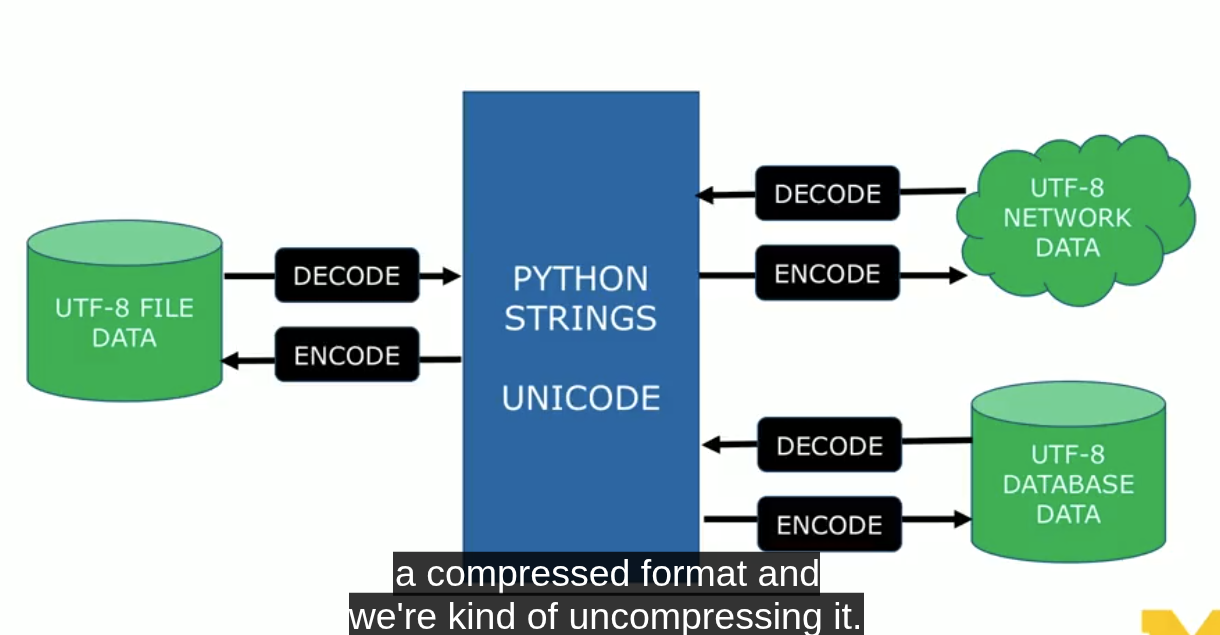 UTF-8 FILE
DATA
DECODE
ENCODE
PYTHON
STRINGS
UNICODE
DECODE
ENCODE
UTF-8
NETWORK
DATA
DECODE
ENCODE
UTF-8
DATABASE
DATA
a compressed format and
we're kind of uncompressing it.